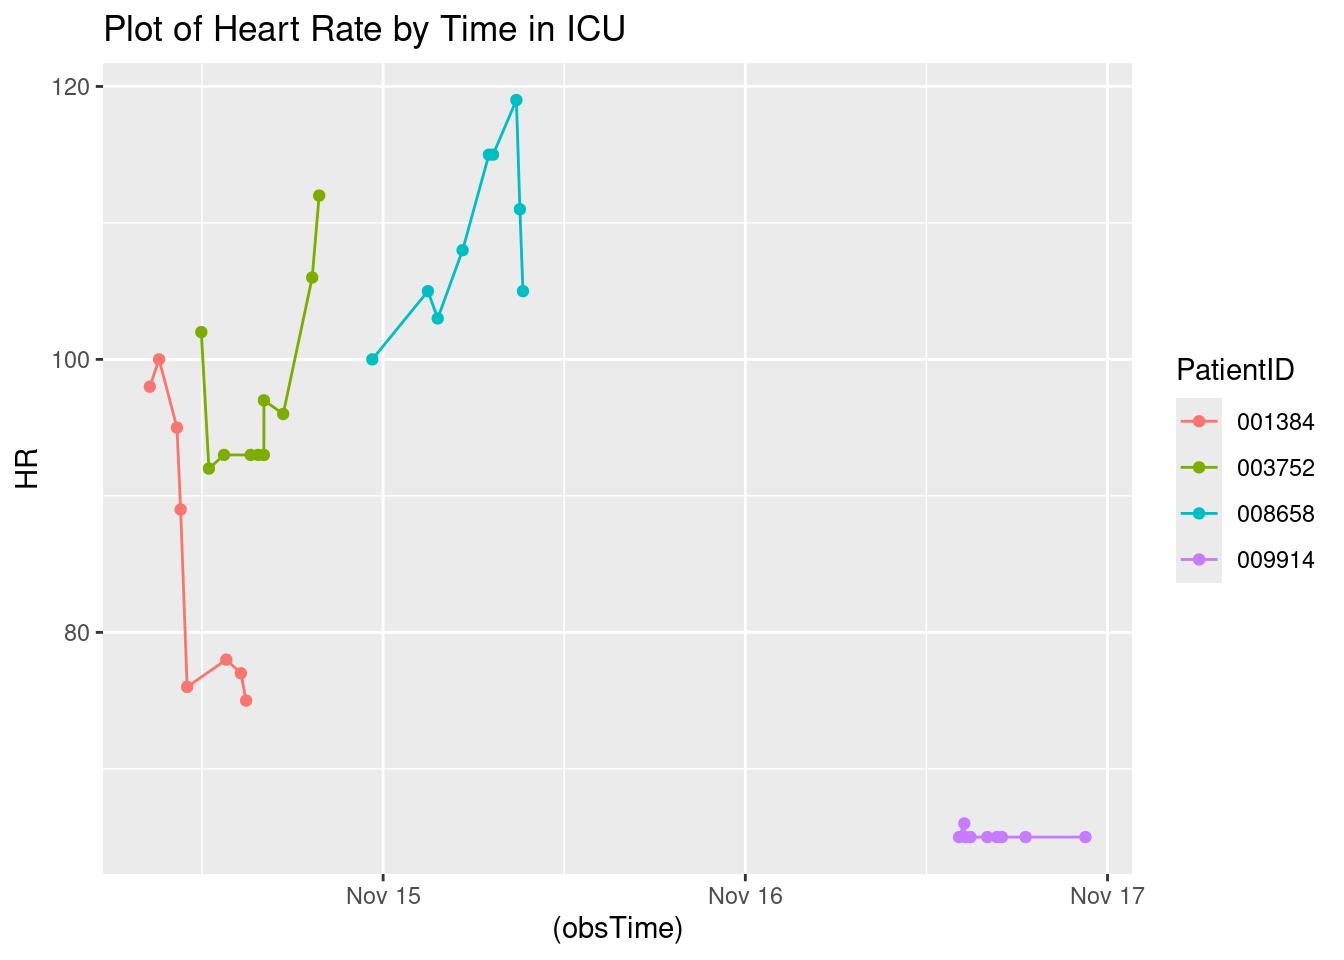 Plot of Heart Rate by Time in ICU
120
100
80
HR
Nov 15
Nov 16
Nov 17
(obsTime)
PatientID
001384
003752
008658
009914